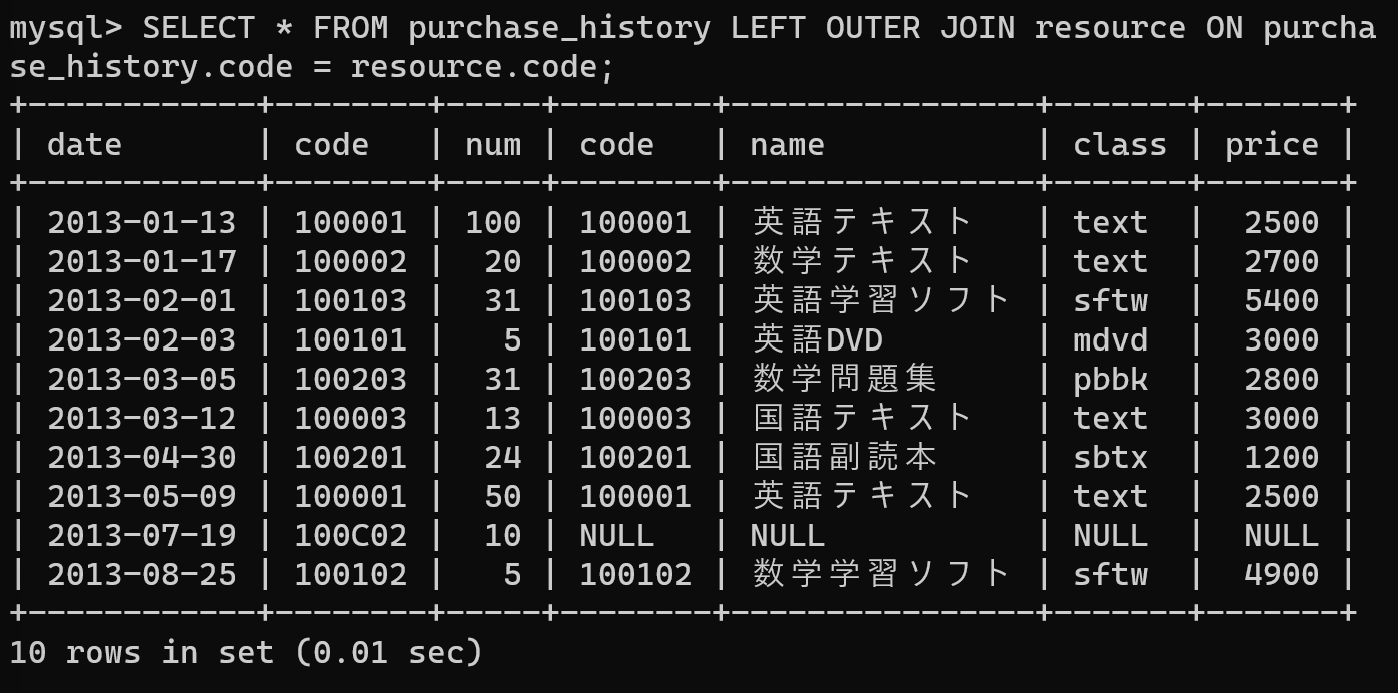 mysql> SELECT * FROM purchase_history LEFT OUTER JOIN resource ON purcha
se_history.code = resource.code;
+------------+--------+-----+--------+----------------+-------+-------+
| date       | code   | num | code   | name           | class | price |
+------------+--------+-----+--------+----------------+-------+-------+
| 2013-01-13 | 100001 | 100 | 100001 | 英語テキスト   | text  |  2500 |
| 2013-01-17 | 100002 |  20 | 100002 | 数学テキスト   | text  |  2700 |
| 2013-02-01 | 100103 |  31 | 100103 | 英語学習ソフト | sftw  |  5400 |
| 2013-02-03 | 100101 |   5 | 100101 | 英語DVD        | mdvd  |  3000 |
| 2013-03-05 | 100203 |  31 | 100203 | 数学問題集     | pbbk  |  2800 |
| 2013-03-12 | 100003 |  13 | 100003 | 国語テキスト   | text  |  3000 |
| 2013-04-30 | 100201 |  24 | 100201 | 国語副読本     | sbtx  |  1200 |
| 2013-05-09 | 100001 |  50 | 100001 | 英語テキスト   | text  |  2500 |
| 2013-07-19 | 100C02 |  10 | NULL   | NULL           | NULL  |  NULL |
| 2013-08-25 | 100102 |   5 | 100102 | 数学学習ソフト | sftw  |  4900 |
+------------+--------+-----+--------+----------------+-------+-------+
10 rows in set (0.01 sec)